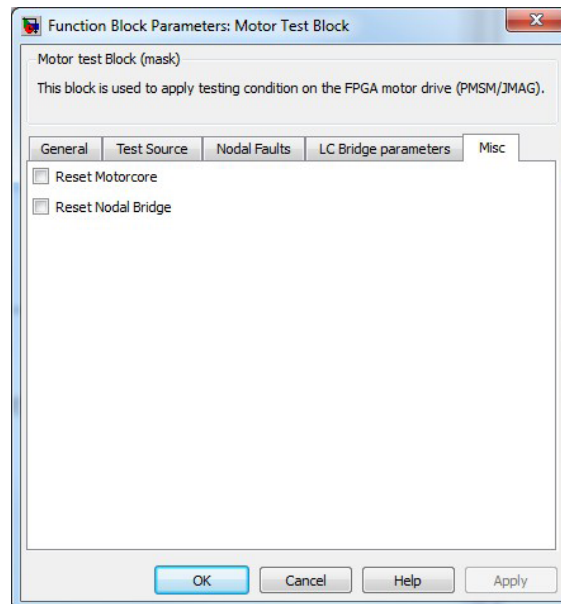 Function Block Parameters: Motor Test Block
Motor test Block (mask)
This block is used to apply testing condition on the FPGA motor drive (PMSM/JMAG).
General Test Source Nodal Faults LC Bridge parameters Misc
Reset Motorcore
Reset Nodal Bridge
OK Cancel Help Apply